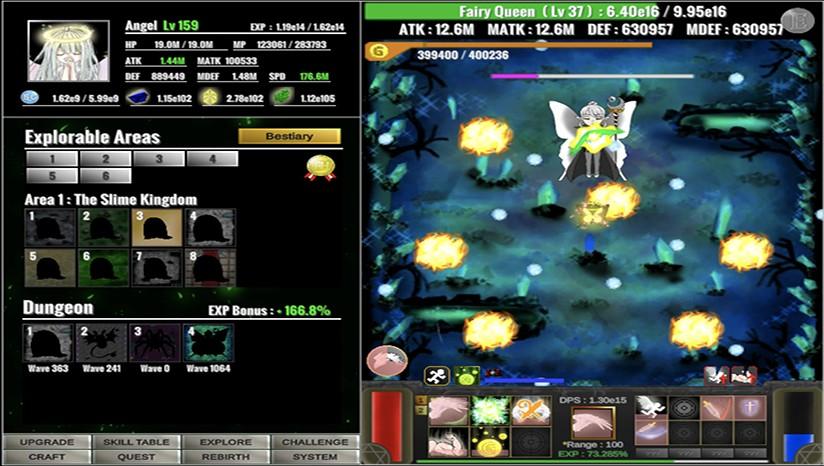 Angel Lv 159 EXP : 1.19e14 / 1.62e14
HP 19.0M / 19.0M MP 123061 / 283793
ATK 1.44M MATK 100533
DEF 889449 MDEF 1.48M SPD 176.6M
1.62e9 / 5.99e9 1.15e102 2.78e102 1.12e105
Explorable Areas Bestiary
1 2 3 4
5 6
Area 1 : The Slime Kingdom
1 2 3 4
5 6 7 8
Dungeon EXP Bonus : + 166.8%
1 2 3 4
Wave 363 Wave 241 Wave 0 Wave 1064
UPGRADE SKILL TABLE EXPLORE CHALLENGE
CRAFT QUEST REBIRTH SYSTEM
Fairy Queen ( Lv 37 ) : 6.40e16 / 9.95e16
ATK : 12.6M MATK : 12.6M DEF : 630957 MDEF : 630957
G
399400 / 400236
1
2
DPS : 1.30e15
*Range : 100
EXP : 73.285%